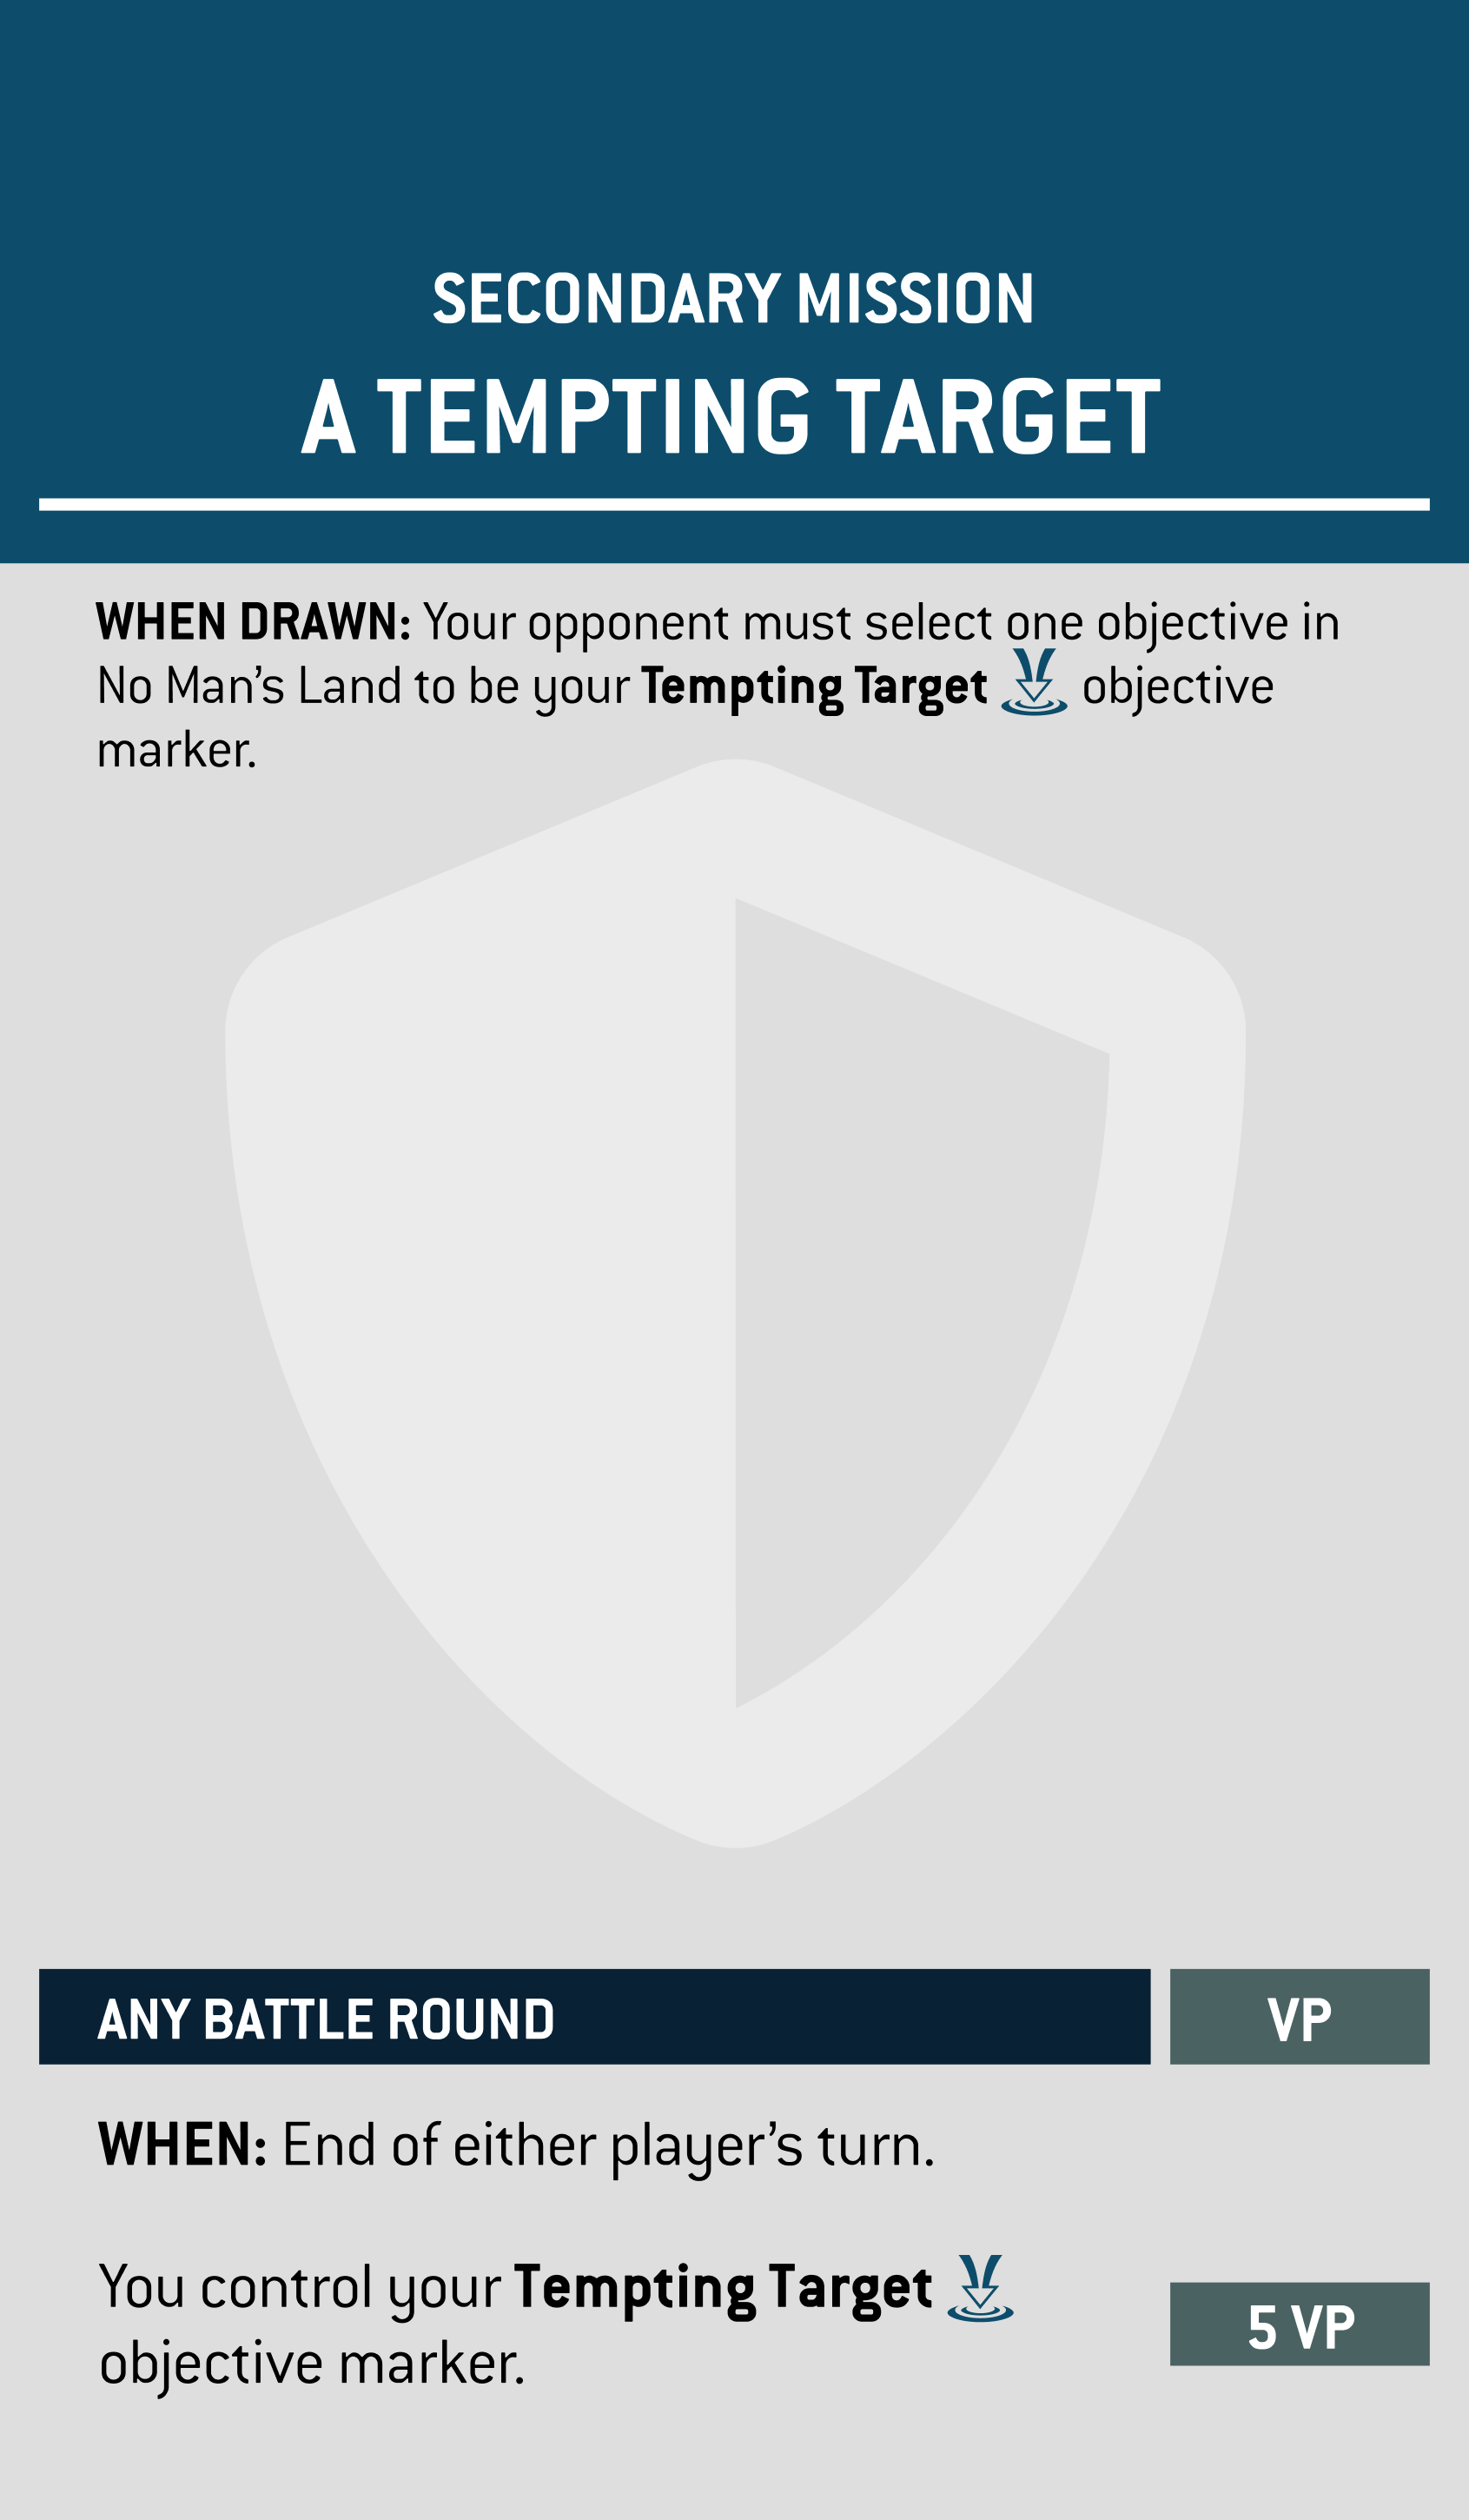 SECONDARY MISSION
A TEMPTING TARGET
WHEN DRAWN: Your opponent must select one objective in
No Man’s Land to be your Tempting Target objective
marker.
ANY BATTLE ROUND
VP
WHEN: End of either player’s turn.
You control your Tempting Target
objective marker.
5 VP